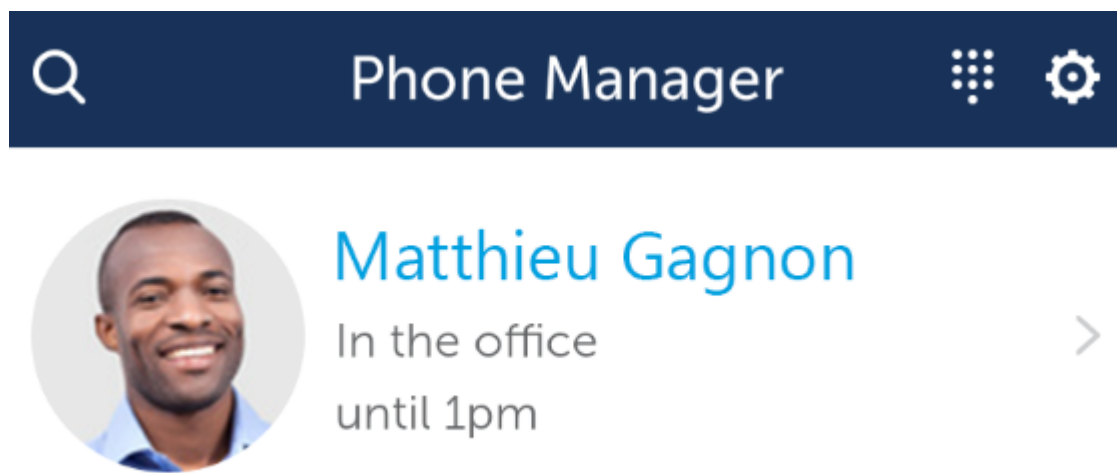 Phone Manager
Matthieu Gagnon
In the office
until 1pm